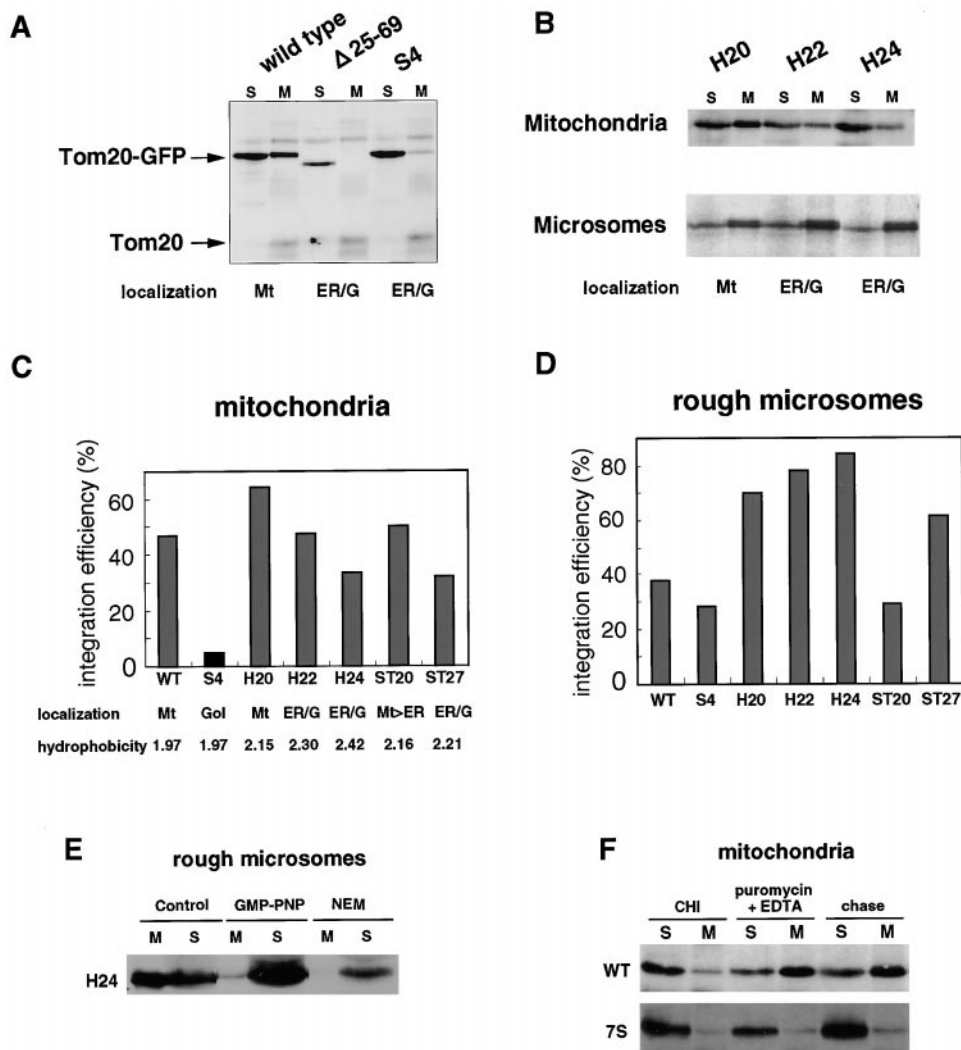 A
wild type Δ25-69 S4
S M S M S M
Tom20-GFP
Tom20
localization Mt ER/G ER/G
B
H20 H22 H24
S M S M S M
Mitochondria
Microsomes
localization Mt ER/G ER/G
C
mitochondria
integration efficiency (%)
60
40
20
0
WT S4 H20 H22 H24 ST20 ST27
localization Mt Gol Mt ER/G ER/G Mt>ER ER/G
hydrophobicity 1.97 1.97 2.15 2.30 2.42 2.16 2.21
D
rough microsomes
integration efficiency (%)
80
60
40
20
0
WT S4 H20 H22 H24 ST20 ST27
E
rough microsomes
Control GMP-PNP NEM
M S M S M S
H24
F
mitochondria
CHI puromycin + EDTA chase
S M S M S M
WT
7S